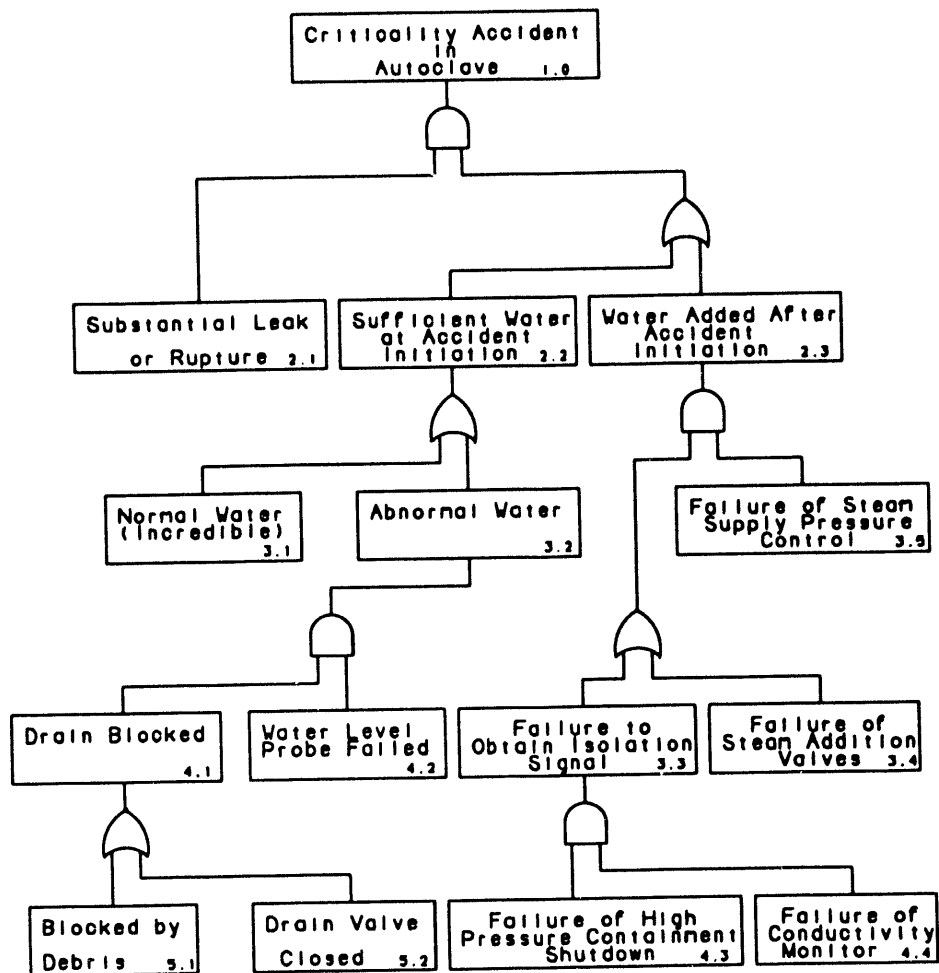 Criticality Accident
in
Autoclave 1.0
Substantial Leak
or Rupture 2.1
Sufficient Water
at Accident
Initiation 2.2
Water Added After
Accident
Initiation 2.3
Normal Water
(Incredible)
3.1
Abnormal Water
3.2
Failure of Steam
Supply Pressure
Control 3.5
Drain Blocked
4.1
Water Level
Probe Failed
4.2
Failure to
Obtain Isolation
Signal 3.3
Failure of
Steam Addition
Valves 3.4
Blocked by
Debris 5.1
Drain Valve
Closed 5.2
Failure of High
Pressure Containment
Shutdown 4.3
Failure of
Conductivity
Monitor 4.4